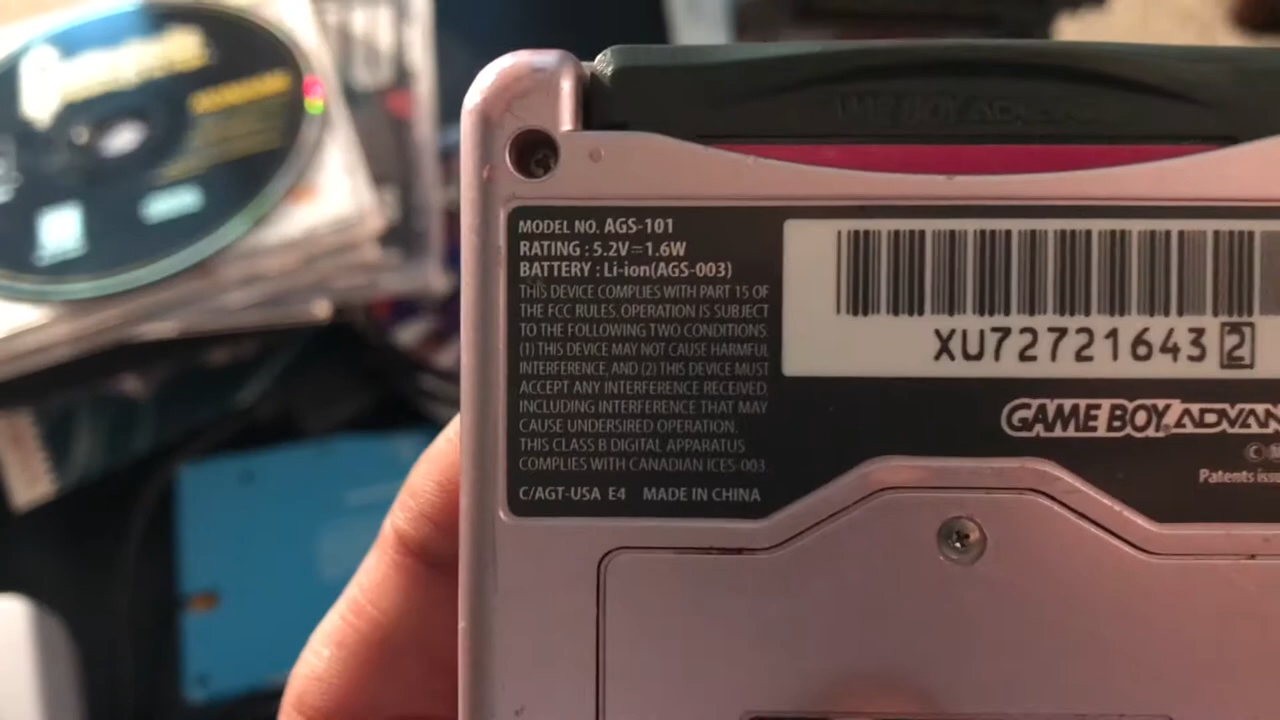 MODEL NO. AGS-101
RATING : 5.2V⎓1.6W
BATTERY : Li-ion(AGS-003)
THIS DEVICE COMPLIES WITH PART 15 OF
THE FCC RULES. OPERATION IS SUBJECT
TO THE FOLLOWING TWO CONDITIONS:
(1) THIS DEVICE MAY NOT CAUSE HARMFUL
INTERFERENCE, AND (2) THIS DEVICE MUST
ACCEPT ANY INTERFERENCE RECEIVED,
INCLUDING INTERFERENCE THAT MAY
CAUSE UNDERSIRED OPERATION.
THIS CLASS B DIGITAL APPARATUS
COMPLIES WITH CANADIAN ICES-003.
C/AGT-USA E4 MADE IN CHINA
XU72721643 2
GAME BOY ADVAN
©
Patents issu